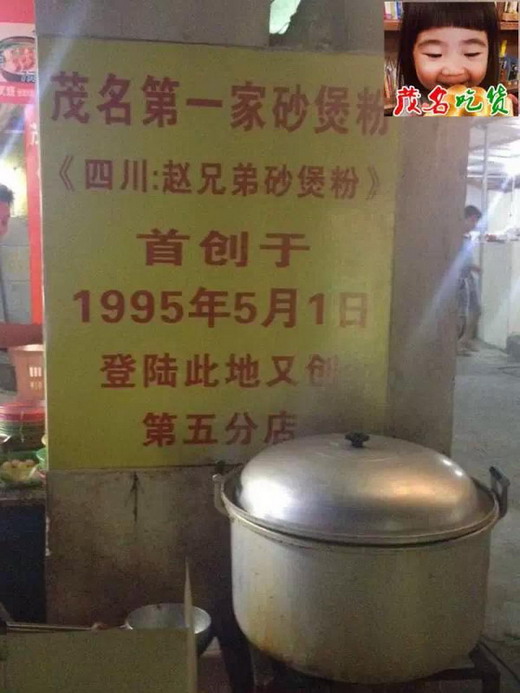 茂名第一家砂煲粉
《四川:赵兄弟砂煲粉》
首创于
1995年5月1日
登陆此地又创
第五分店
茂名吃货